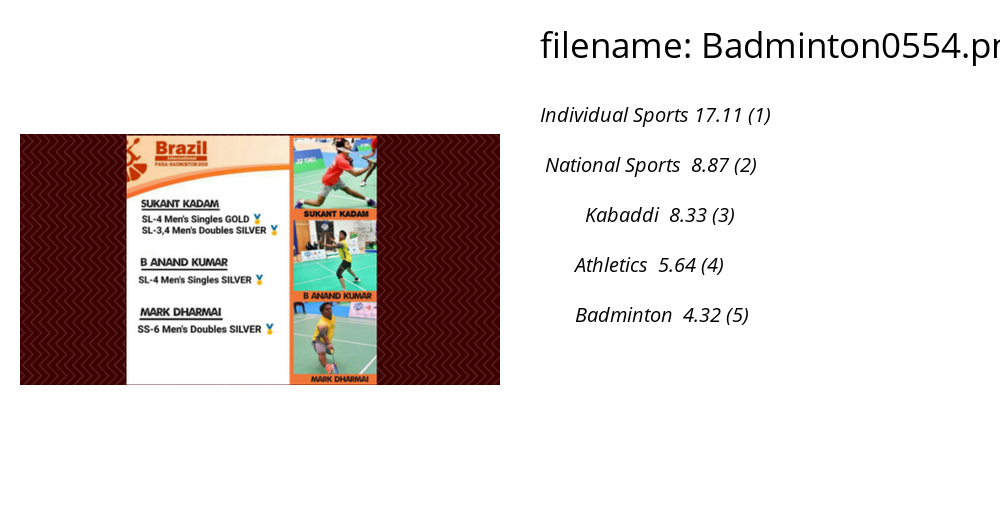 filename: Badminton0554.pn
Individual Sports 17.11 (1)
National Sports 8.87 (2)
Kabaddi 8.33 (3)
Athletics 5.64 (4)
Badminton 4.32 (5)
Brazil
International
PARA-BADMINTON 2020
SUKANT KADAM
SL-4 Men's Singles GOLD
SL-3,4 Men's Doubles SILVER
B ANAND KUMAR
SL-4 Men's Singles SILVER
MARK DHARMAI
SS-6 Men's Doubles SILVER
SUKANT KADAM
B ANAND KUMAR
MARK DHARMAI